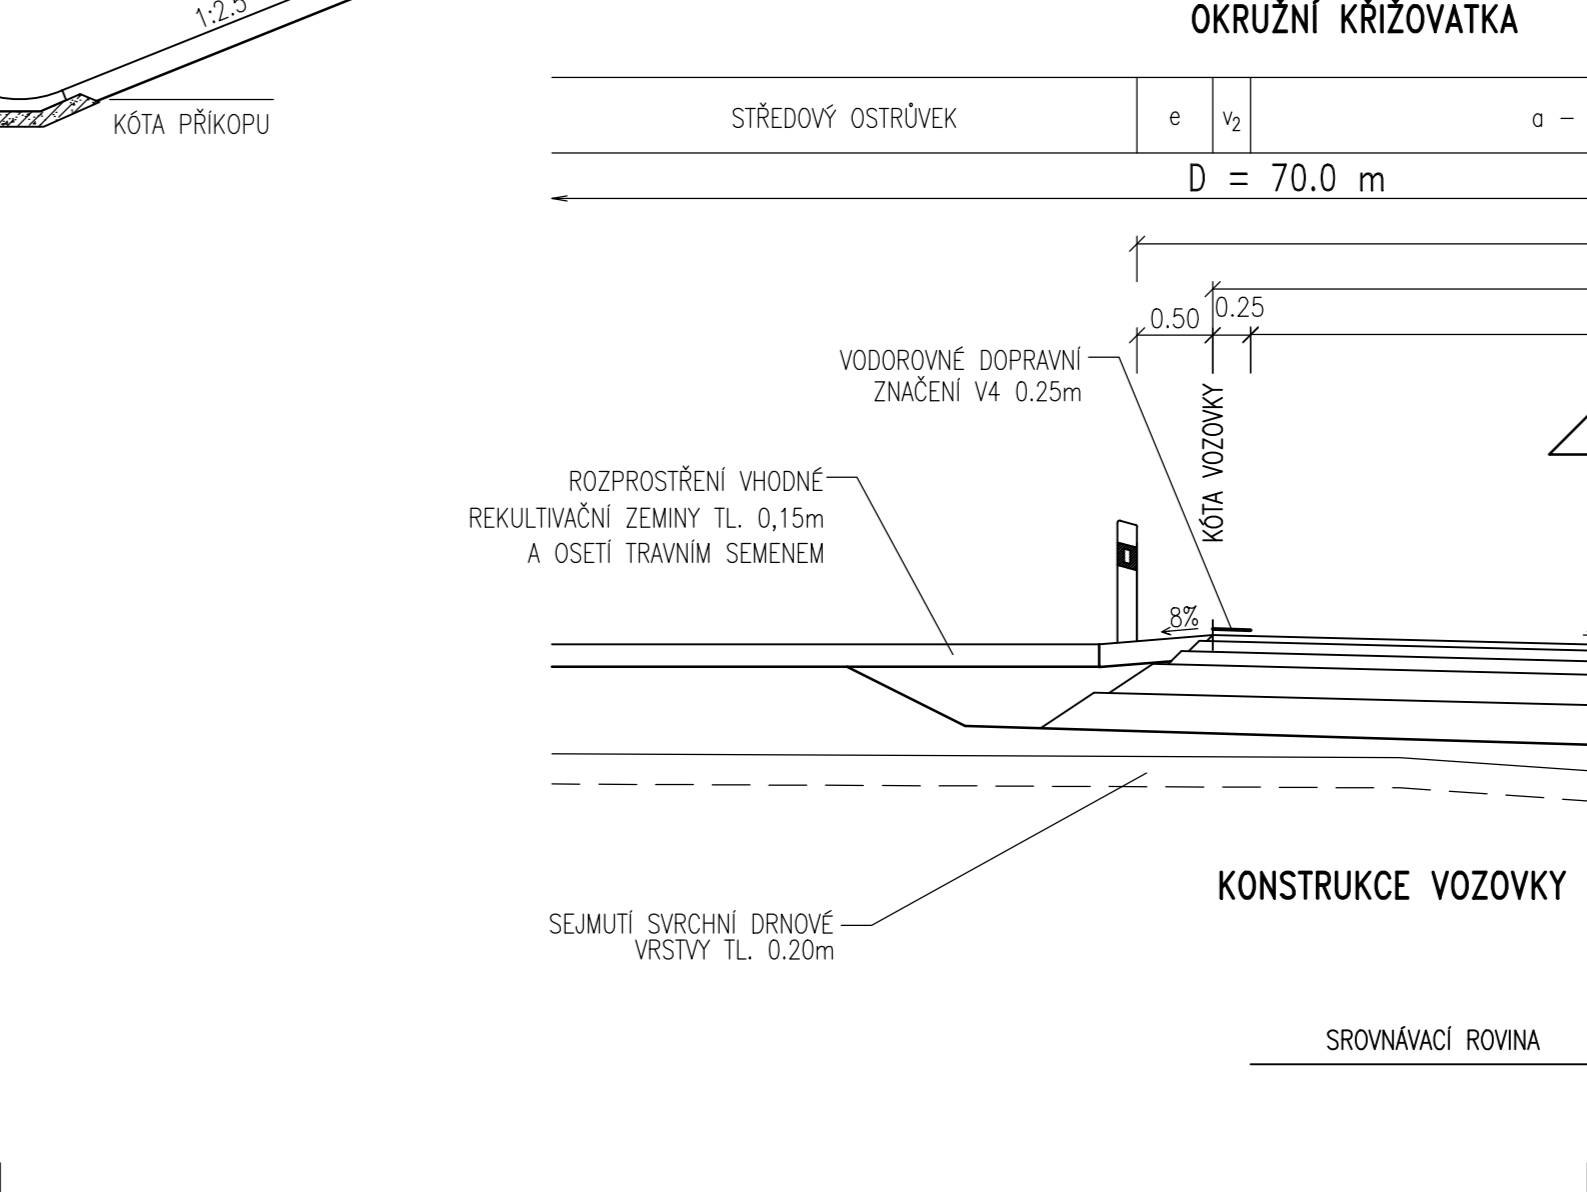 1:2.5
KÓTA PŘÍKOPU
OKRUŽNÍ KŘIŽOVATKA
STŘEDOVÝ OSTRŮVEK
e
v2
a -
D = 70.0 m
0.50
0.25
VODOROVNÉ DOPRAVNÍ
ZNAČENÍ V4 0.25m
KÓTA VOZOVKY
ROZPROSTŘENÍ VHODNÉ
REKULTIVAČNÍ ZEMINY TL. 0,15m
A OSETÍ TRAVNÍM SEMENEM
8%
KONSTRUKCE VOZOVKY
SEJMUTÍ SVRCHNÍ DRNOVÉ
VRSTVY TL. 0.20m
SROVNÁVACÍ ROVINA